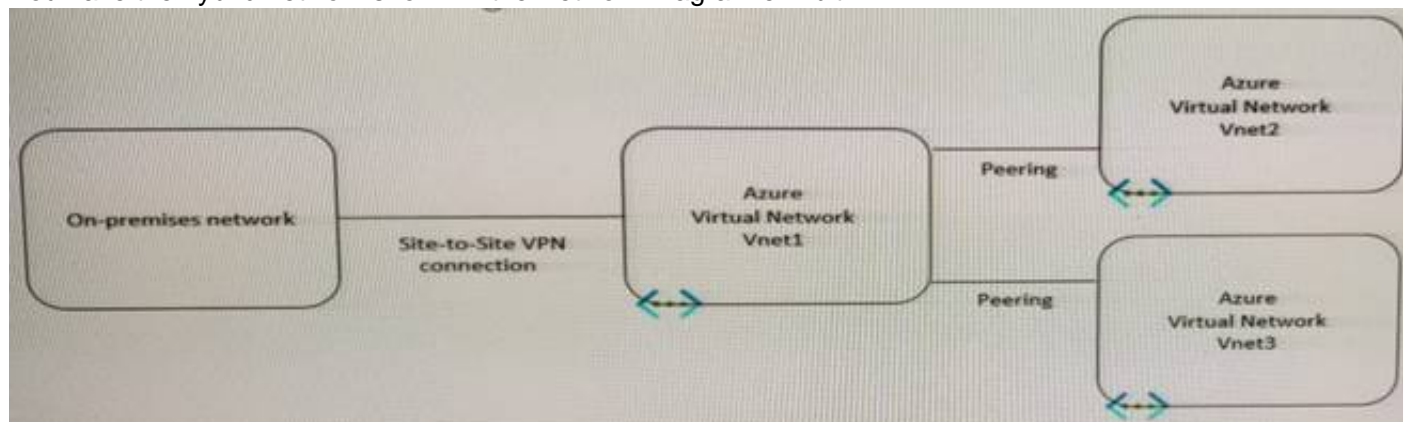 On-premises network
Site-to-Site VPN
connection
Azure
Virtual Network
Vnet1
Peering
Peering
Azure
Virtual Network
Vnet2
Azure
Virtual Network
Vnet3